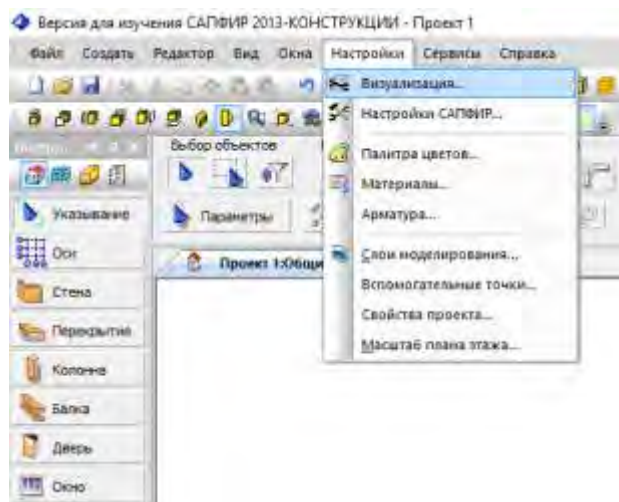 Версия для изучения САПФИР 2013-КОНСТРУКЦИИ - Проект 1
Файл Создать Редактор Вид Окна Настройки Сервисы Справка
Визуализация...
Настройки САПФИР...
Палитра цветов...
Материалы...
Арматура...
Слои моделирования...
Вспомогательные точки...
Свойства проекта...
Масштаб плана этажа...
Выбор объектов
Параметры
Проект 1:Общи
Указывание
Оси
Стена
Перекрытие
Колонна
Балка
Дверь
Окно